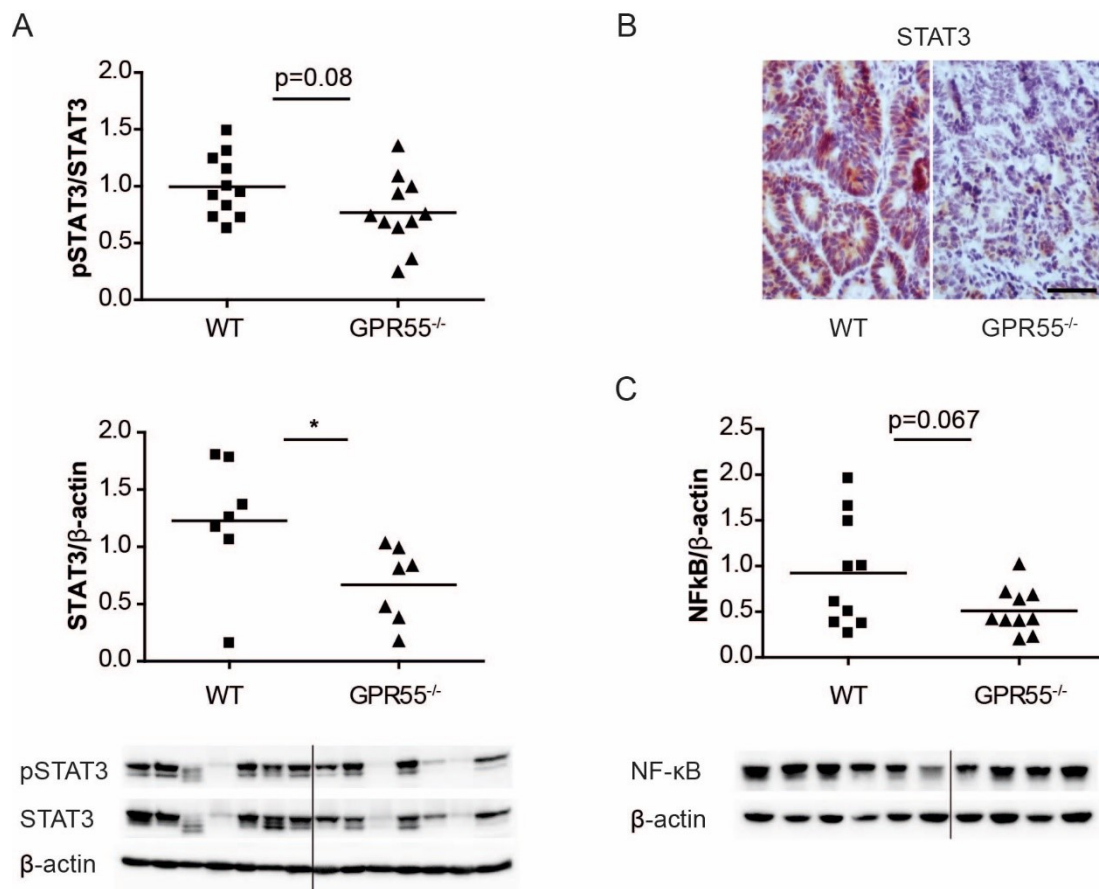 A
pSTAT3/STAT3
2.0
1.5
1.0
0.5
0.0
p=0.08
WT
GPR55-/-
STAT3/β-actin
2.0
1.5
1.0
0.5
0.0
*
WT
GPR55-/-
pSTAT3
STAT3
β-actin
B
STAT3
WT
GPR55-/-
C
NFkB/β-actin
2.5
2.0
1.5
1.0
0.5
0.0
p=0.067
WT
GPR55-/-
NF-κB
β-actin